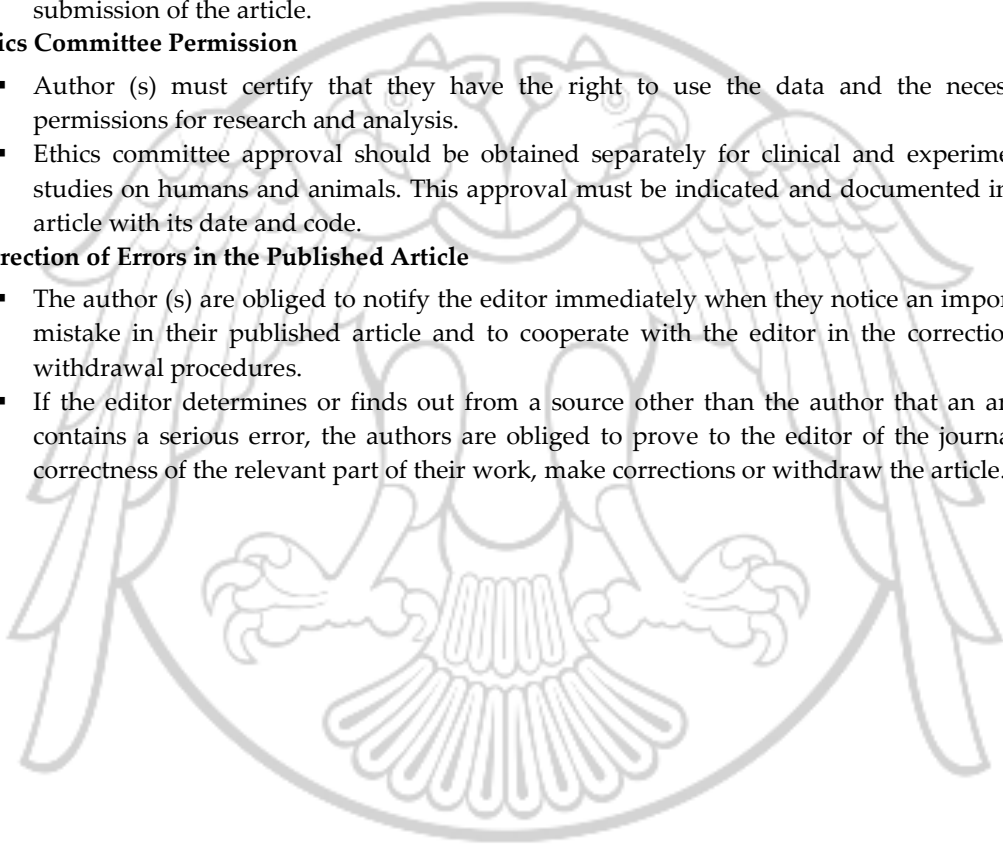 submission of the article.
ics Committee Permission
▪ Author (s) must certify that they have the right to use the data and the neces
permissions for research and analysis.
▪ Ethics committee approval should be obtained separately for clinical and experime
studies on humans and animals. This approval must be indicated and documented in
article with its date and code.
rection of Errors in the Published Article
▪ The author (s) are obliged to notify the editor immediately when they notice an impor
mistake in their published article and to cooperate with the editor in the correctio
withdrawal procedures.
▪ If the editor determines or finds out from a source other than the author that an ar
contains a serious error, the authors are obliged to prove to the editor of the journa
correctness of the relevant part of their work, make corrections or withdraw the article.